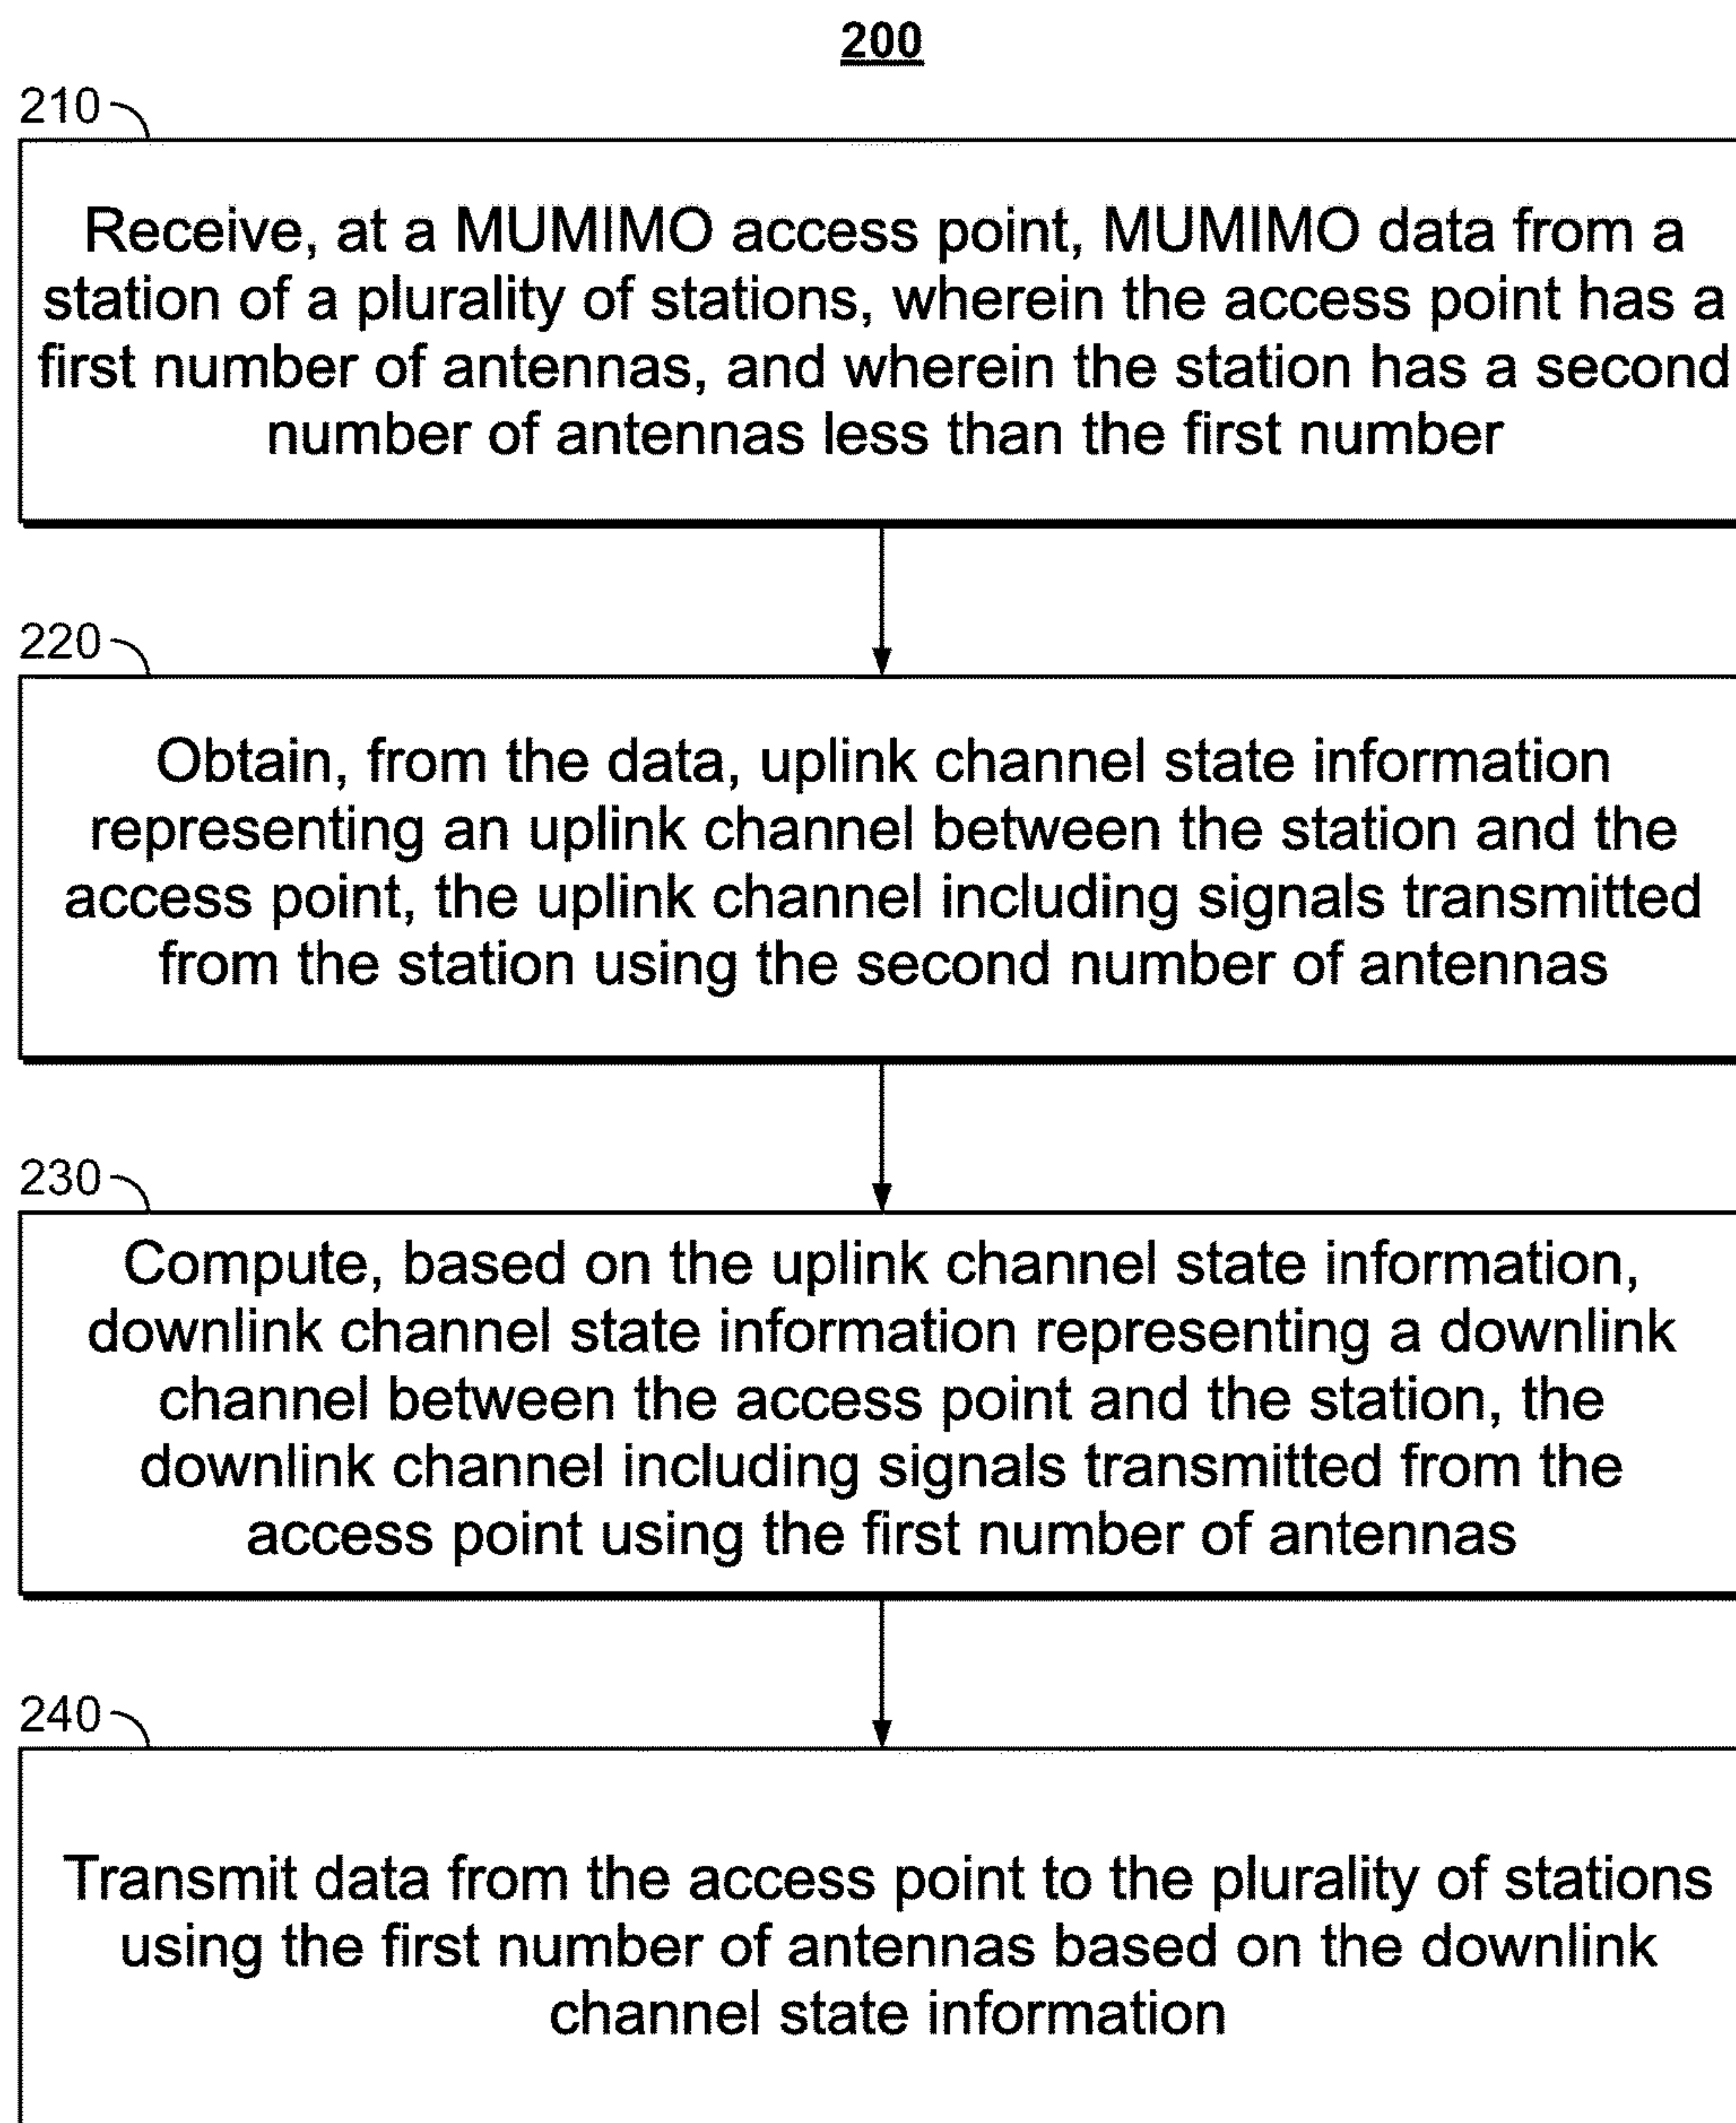 200
210
Receive, at a MUMIMO access point, MUMIMO data from a
station of a plurality of stations, wherein the access point has a
first number of antennas, and wherein the station has a second
number of antennas less than the first number
220
Obtain, from the data, uplink channel state information
representing an uplink channel between the station and the
access point, the uplink channel including signals transmitted
from the station using the second number of antennas
230
Compute, based on the uplink channel state information,
downlink channel state information representing a downlink
channel between the access point and the station, the
downlink channel including signals transmitted from the
access point using the first number of antennas
240
Transmit data from the access point to the plurality of stations
using the first number of antennas based on the downlink
channel state information